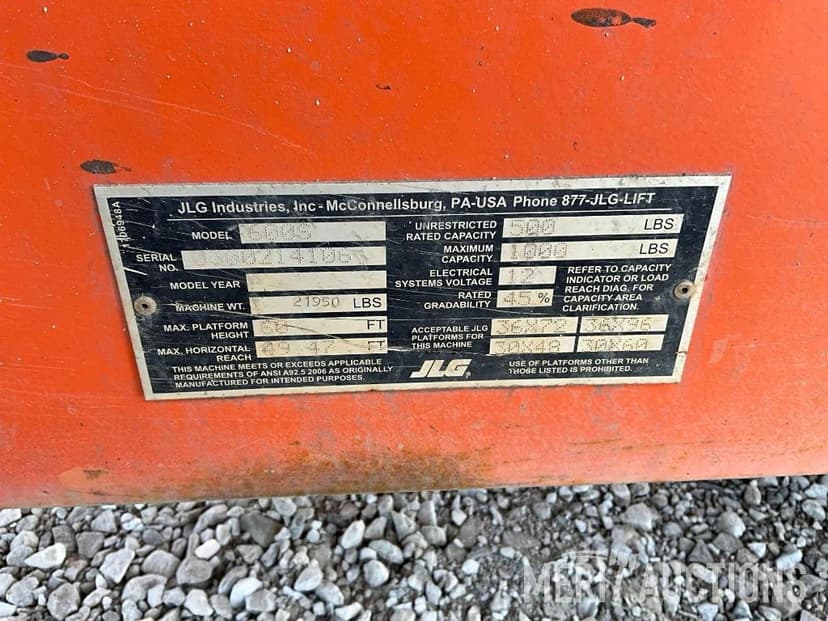 JLG Industries, Inc - McConnellsburg, PA-USA Phone 877-JLG-LIFT
1706948A
MODEL 600S
SERIAL NO. 0300214106
MODEL YEAR
MACHINE WT. 21950 LBS
MAX. PLATFORM HEIGHT 60 FT
MAX. HORIZONTAL REACH 49.47 FT
THIS MACHINE MEETS OR EXCEEDS APPLICABLE
REQUIREMENTS OF ANSI A92.5 2006 AS ORIGINALLY
MANUFACTURED FOR INTENDED PURPOSES.
UNRESTRICTED RATED CAPACITY 500 LBS
MAXIMUM CAPACITY 1000 LBS
ELECTRICAL SYSTEMS VOLTAGE 12
RATED GRADABILITY 45 %
REFER TO CAPACITY
INDICATOR OR LOAD
REACH DIAG. FOR
CAPACITY AREA
CLARIFICATION.
ACCEPTABLE JLG PLATFORMS FOR THIS MACHINE
36X72 36X96
30X48 30X60
JLG
USE OF PLATFORMS OTHER THAN
THOSE LISTED IS PROHIBITED.
MERIT AUCTIONS